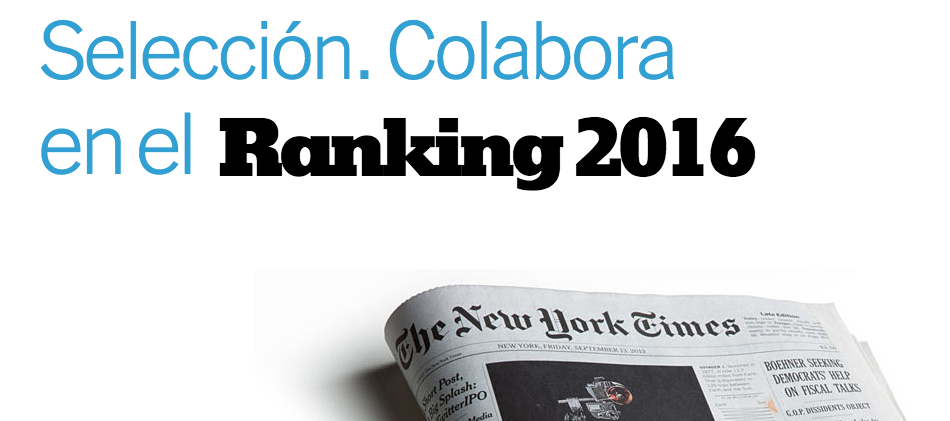 Selección. Colabora
en el Ranking 2016
The New York Times
Late Edition
NEW YORK, FRIDAY, SEPTEMBER 13, 2013
BOEHNER SEEKING
DEMOCRATS' HELP
ON FISCAL TALKS
G.O.P. DISSIDENTS OBJECT
Short Post,
Big Splash:
TwitterIPO
Media